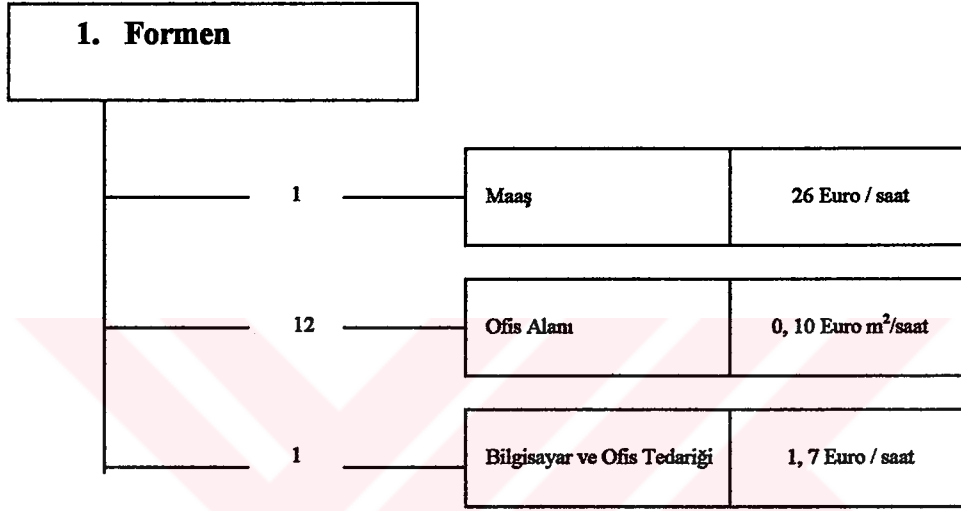 1. Formen
1 Maaş 26 Euro / saat
12 Ofis Alanı 0, 10 Euro m²/saat
1 Bilgisayar ve Ofis Tedariği 1, 7 Euro / saat